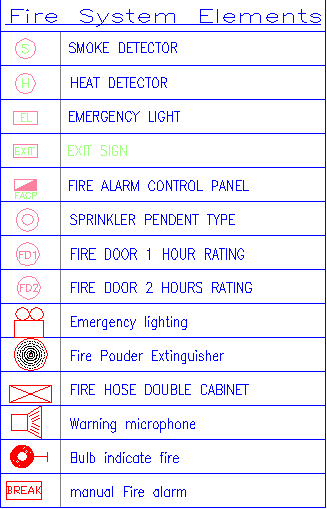 Fire System Elements
S SMOKE DETECTOR
H HEAT DETECTOR
EL EMERGENCY LIGHT
EXIT EXIT SIGN
FACP FIRE ALARM CONTROL PANEL
SPRINKLER PENDENT TYPE
FD1 FIRE DOOR 1 HOUR RATING
FD2 FIRE DOOR 2 HOURS RATING
Emergency lighting
Fire Pouder Extinguisher
FIRE HOSE DOUBLE CABINET
Warning microphone
Bulb indicate fire
BREAK manual Fire alarm